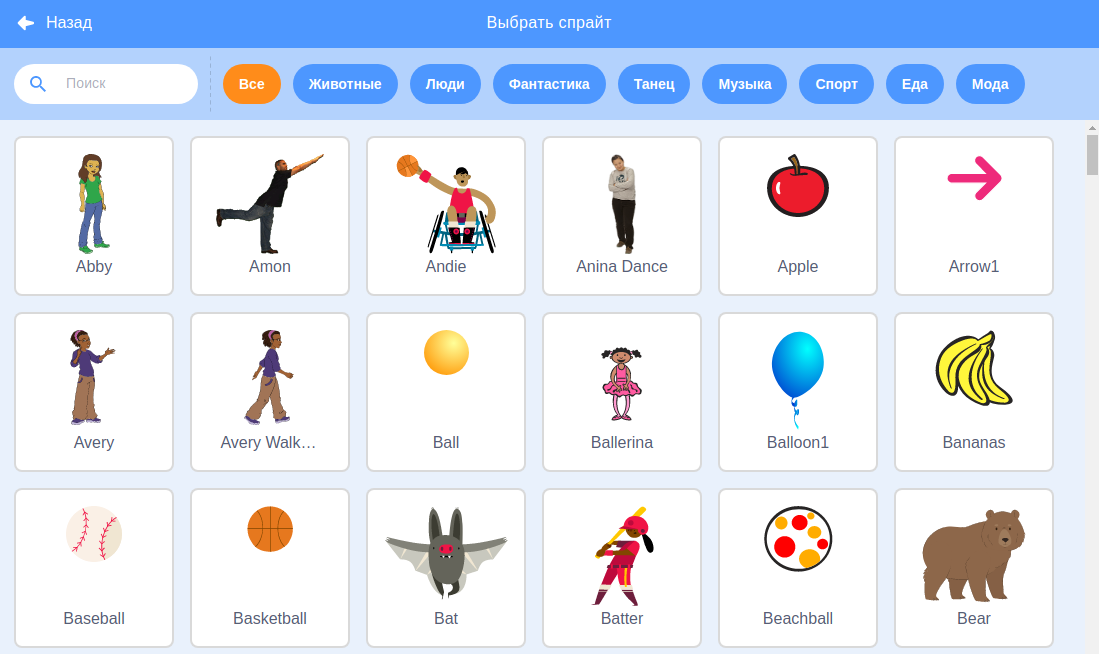 Назад
Выбрать спрайт
Поиск
Все
Животные
Люди
Фантастика
Танец
Музыка
Спорт
Еда
Мода
Abby
Amon
Andie
Anina Dance
Apple
Arrow1
Avery
Avery Walk…
Ball
Ballerina
Balloon1
Bananas
Baseball
Basketball
Bat
Batter
Beachball
Bear